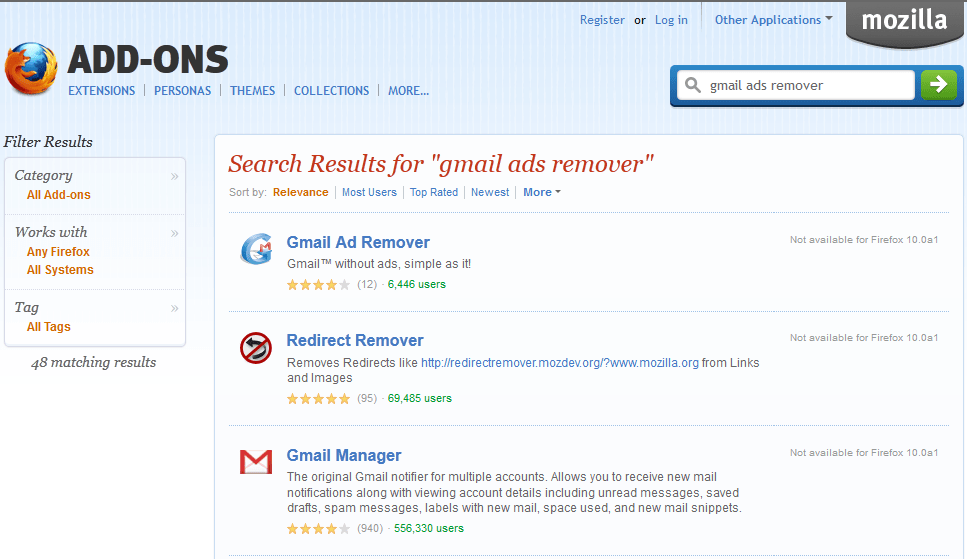 Register or Log in Other Applications mozilla
ADD-ONS
EXTENSIONS PERSONAS THEMES COLLECTIONS MORE...
gmail ads remover
Filter Results
Category »
All Add-ons
Works with »
Any Firefox
All Systems
Tag »
All Tags
48 matching results
Search Results for "gmail ads remover"
Sort by: Relevance Most Users Top Rated Newest More
Gmail Ad Remover
Not available for Firefox 10.0a1
Gmail™ without ads, simple as it!
(12) · 6,446 users
Redirect Remover
Not available for Firefox 10.0a1
Removes Redirects like http://redirectremover.mozdev.org/?www.mozilla.org from Links
and Images
(95) · 69,485 users
Gmail Manager
Not available for Firefox 10.0a1
The original Gmail notifier for multiple accounts. Allows you to receive new mail
notifications along with viewing account details including unread messages, saved
drafts, spam messages, labels with new mail, space used, and new mail snippets.
(940) · 556,330 users